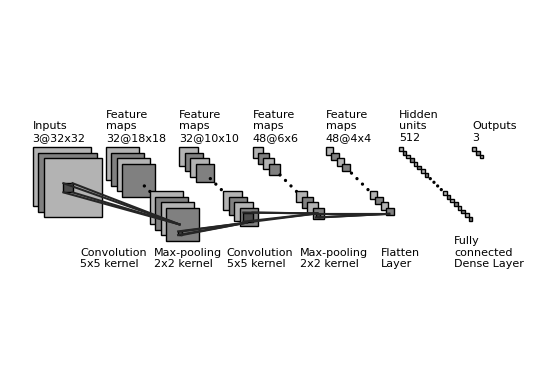 Inputs
3@32x32
Feature
maps
32@18x18
Feature
maps
32@10x10
Feature
maps
48@6x6
Feature
maps
48@4x4
Hidden
units
512
Outputs
3
Convolution
5x5 kernel
Max-pooling
2x2 kernel
Convolution
5x5 kernel
Max-pooling
2x2 kernel
Flatten
Layer
Fully
connected
Dense Layer